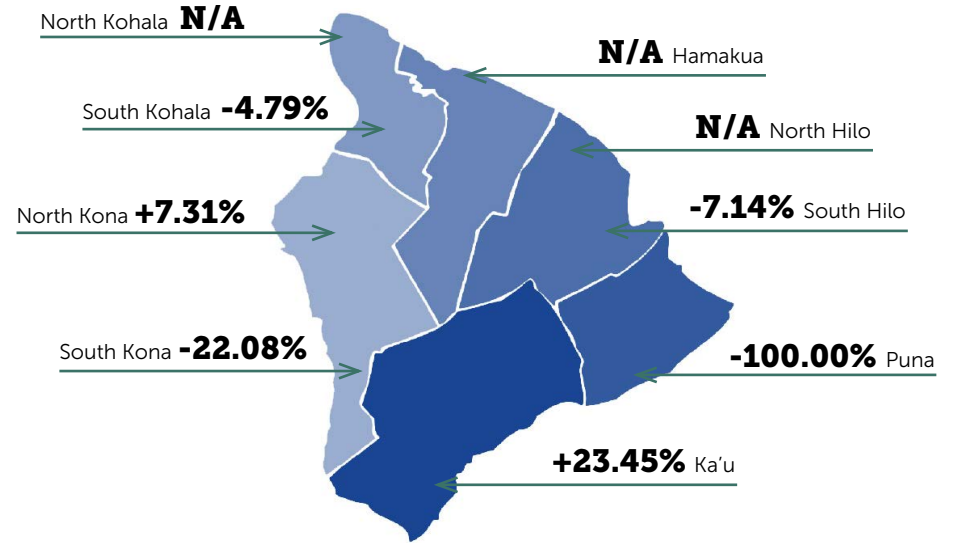 North Kohala N/A
N/A Hamakua
South Kohala -4.79%
N/A North Hilo
North Kona +7.31%
-7.14% South Hilo
South Kona -22.08%
-100.00% Puna
+23.45% Ka’u